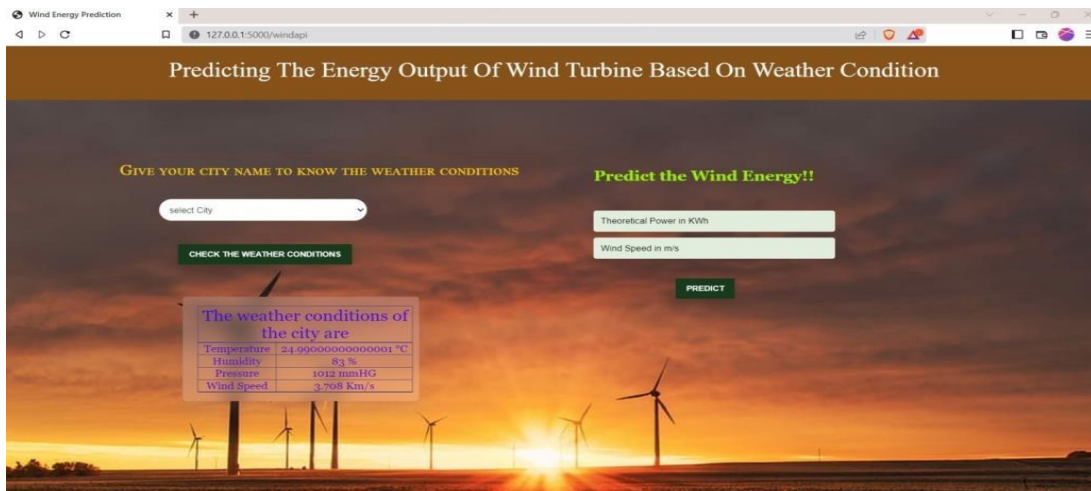 Wind Energy Prediction
127.0.0.1:5000/windapi
Predicting The Energy Output Of Wind Turbine Based On Weather Condition
GIVE YOUR CITY NAME TO KNOW THE WEATHER CONDITIONS
select City
CHECK THE WEATHER CONDITIONS
The weather conditions of
the city are
Temperature 24.99000000000001 °C
Humidity 83 %
Pressure 1012 mmHG
Wind Speed 3.708 Km/s
Predict the Wind Energy!!
Theoretical Power in KWh
Wind Speed in m/s
PREDICT